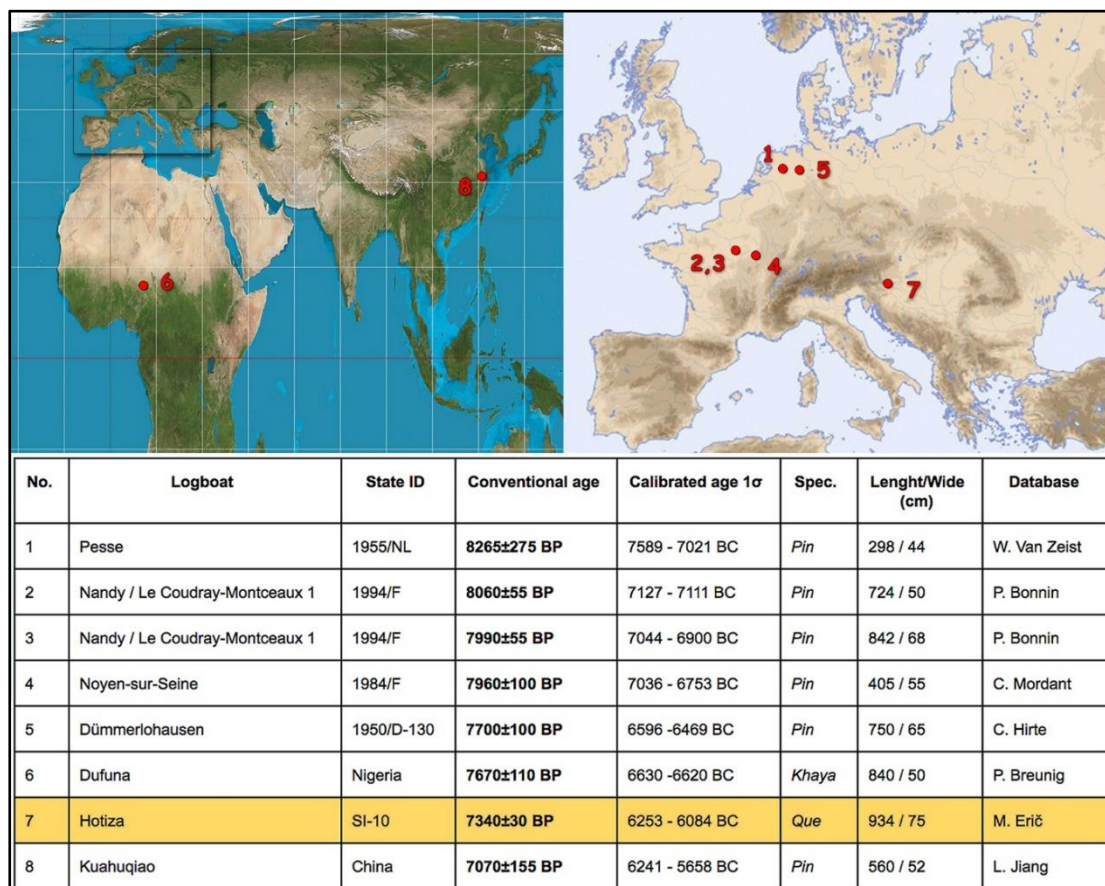 8
6
1
5
2,3
4
7
No. Logboat State ID Conventional age Calibrated age 1σ Spec. Lenght/Wide (cm) Database
1 Pesse 1955/NL 8265±275 BP 7589 - 7021 BC Pin 298 / 44 W. Van Zeist
2 Nandy / Le Coudray-Montceaux 1 1994/F 8060±55 BP 7127 - 7111 BC Pin 724 / 50 P. Bonnin
3 Nandy / Le Coudray-Montceaux 1 1994/F 7990±55 BP 7044 - 6900 BC Pin 842 / 68 P. Bonnin
4 Noyen-sur-Seine 1984/F 7960±100 BP 7036 - 6753 BC Pin 405 / 55 C. Mordant
5 Dümmerlohausen 1950/D-130 7700±100 BP 6596 -6469 BC Pin 750 / 65 C. Hirte
6 Dufuna Nigeria 7670±110 BP 6630 -6620 BC Khaya 840 / 50 P. Breunig
7 Hotiza SI-10 7340±30 BP 6253 - 6084 BC Que 934 / 75 M. Erič
8 Kuahuqiao China 7070±155 BP 6241 - 5658 BC Pin 560 / 52 L. Jiang